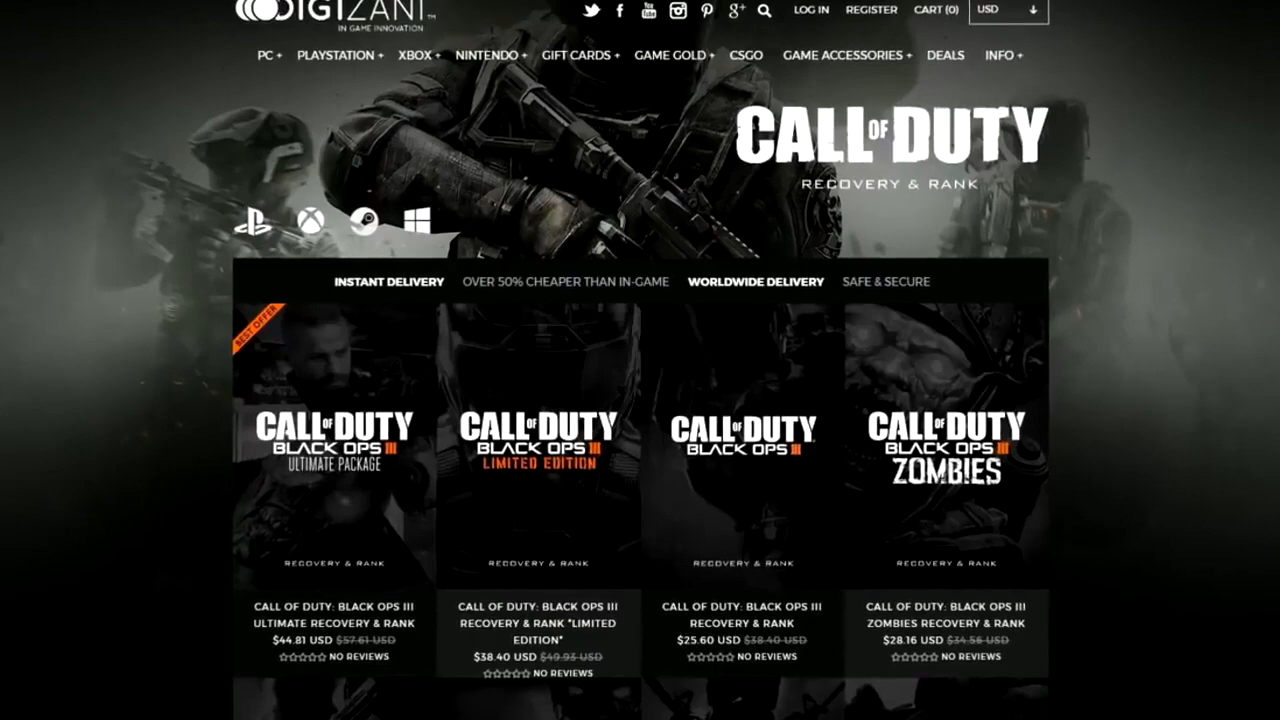 DIGIZANI™
IN GAME INNOVATION
LOG IN REGISTER CART (0) USD
PC + PLAYSTATION + XBOX + NINTENDO + GIFT CARDS + GAME GOLD + CSGO GAME ACCESSORIES + DEALS INFO +
CALL OF DUTY
RECOVERY & RANK
INSTANT DELIVERY OVER 50% CHEAPER THAN IN-GAME WORLDWIDE DELIVERY SAFE & SECURE
BEST OFFER
CALL OF DUTY
BLACK OPS III
ULTIMATE PACKAGE
RECOVERY & RANK
CALL OF DUTY: BLACK OPS III
ULTIMATE RECOVERY & RANK
$44.81 USD $57.61 USD
NO REVIEWS
CALL OF DUTY
BLACK OPS III
LIMITED EDITION
RECOVERY & RANK
CALL OF DUTY: BLACK OPS III
RECOVERY & RANK "LIMITED
EDITION"
$38.40 USD $49.93 USD
NO REVIEWS
CALL OF DUTY
BLACK OPS III
RECOVERY & RANK
CALL OF DUTY: BLACK OPS III
RECOVERY & RANK
$25.60 USD $38.40 USD
NO REVIEWS
CALL OF DUTY
BLACK OPS III
ZOMBIES
RECOVERY & RANK
CALL OF DUTY: BLACK OPS III
ZOMBIES RECOVERY & RANK
$28.16 USD $34.56 USD
NO REVIEWS